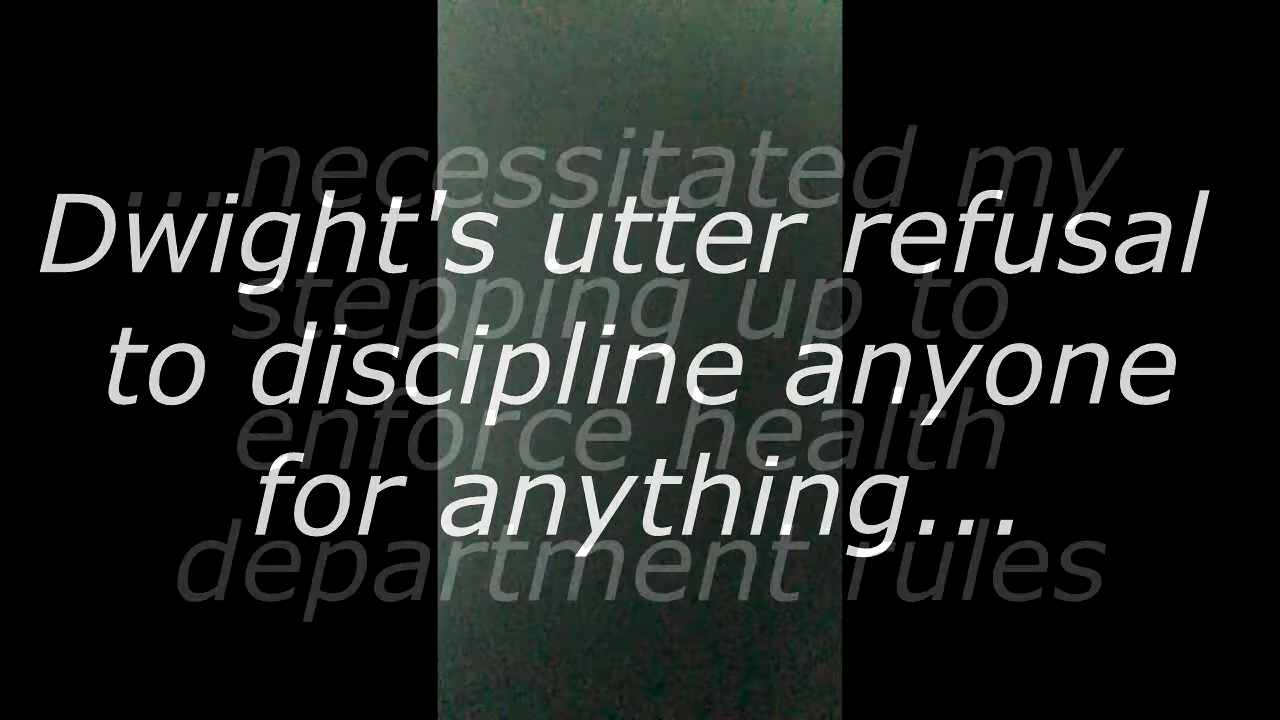 Dwight's utter refusal
to discipline anyone
for anything...
...necessitated my
stepping up to
enforce health
department rules